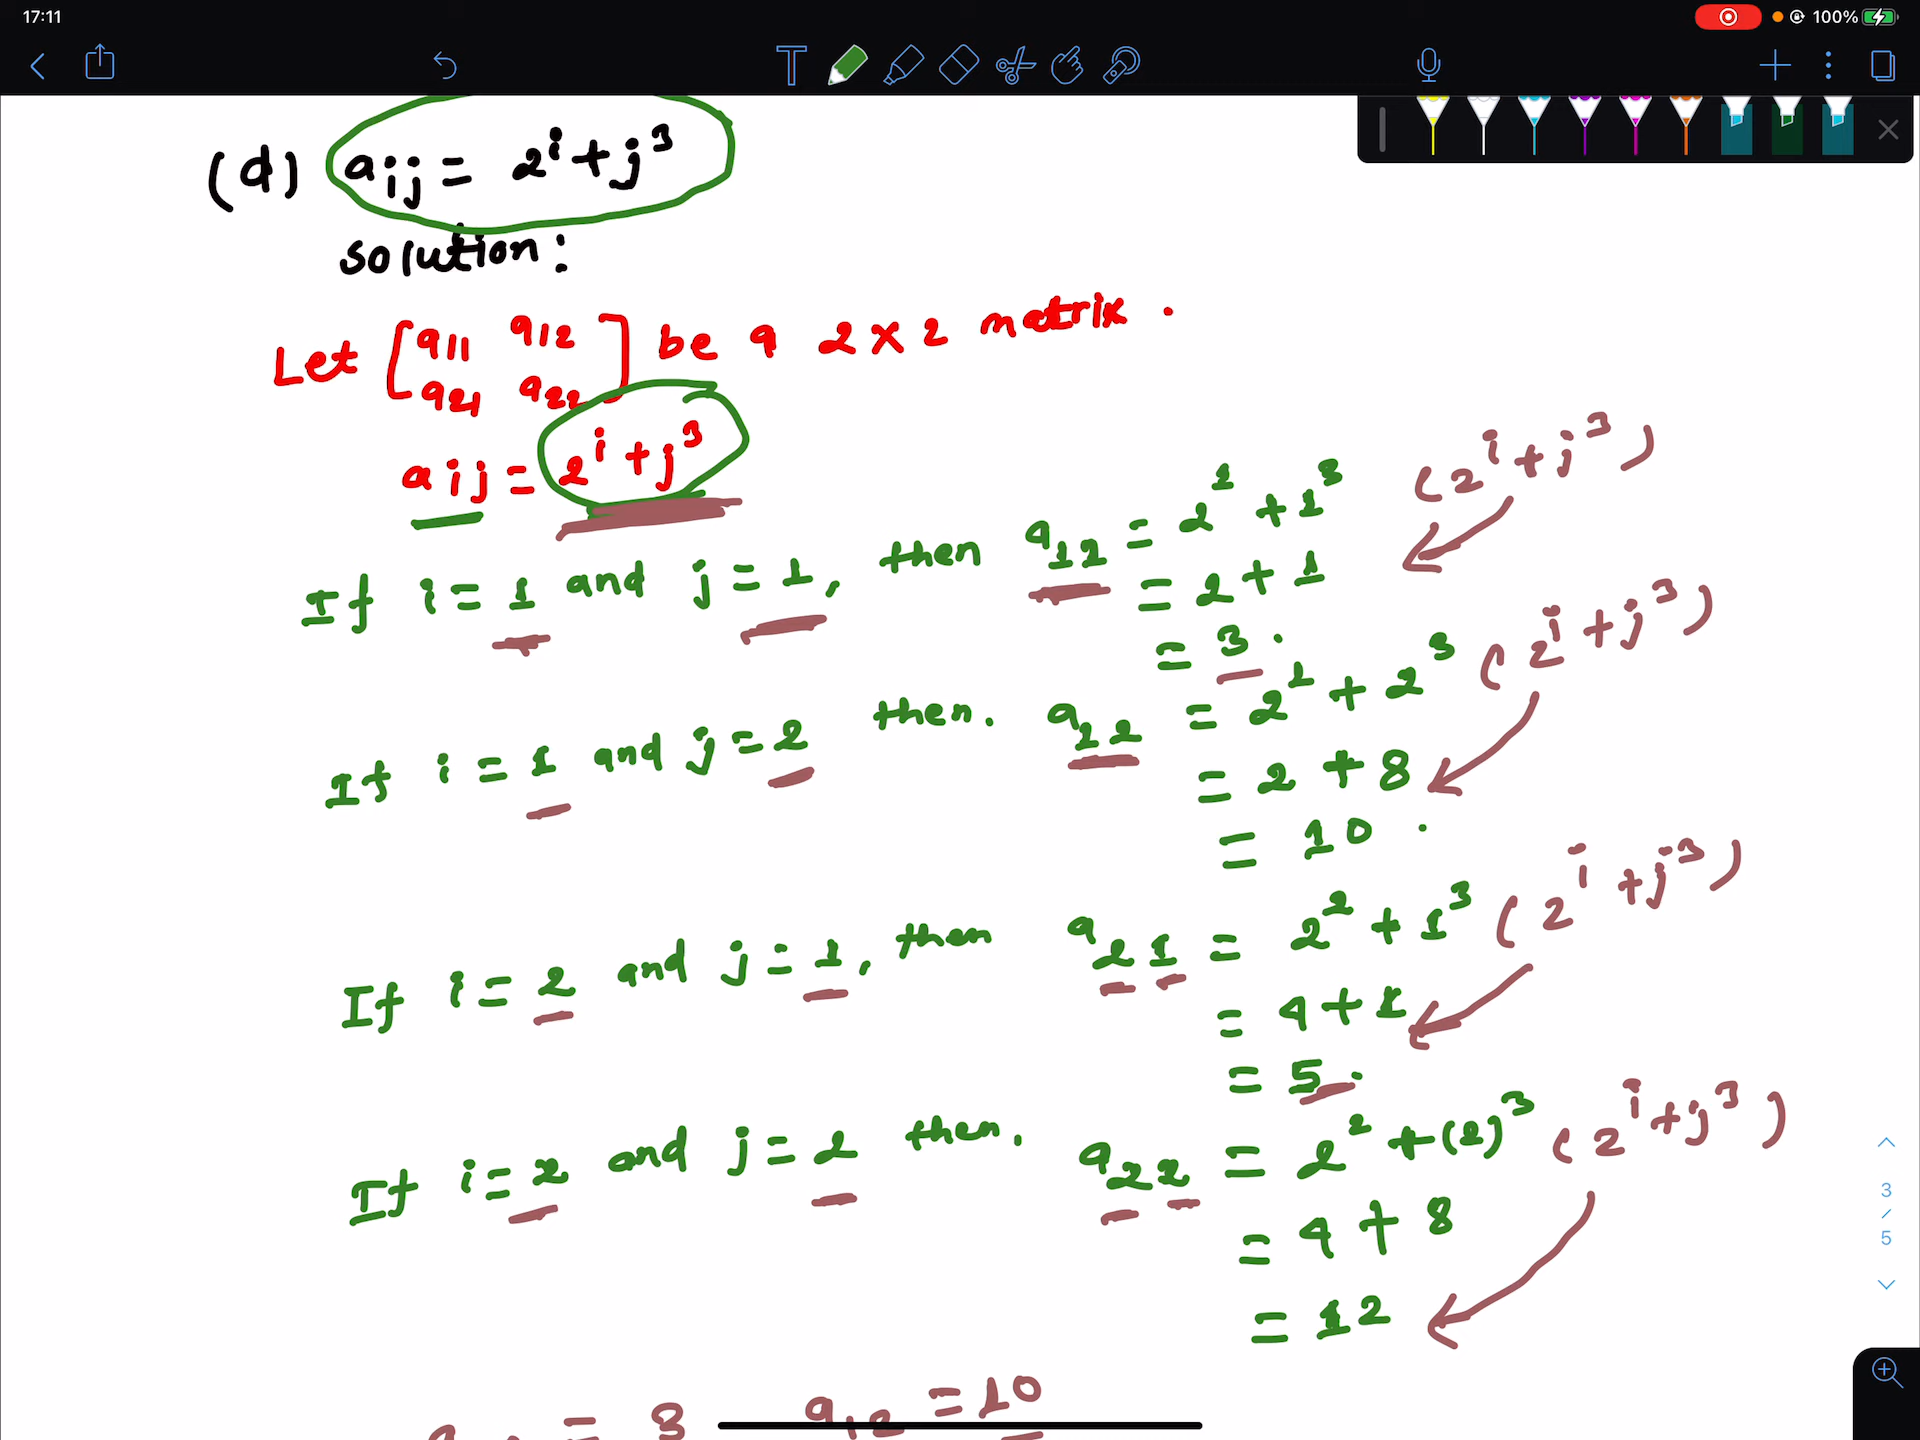 17:11
100%
(d) aij = 2^i + j^3
solution:
Let [a11 a12
a21 a22] be a 2 x 2 matrix.
aij = 2^i + j^3
(2^i + j^3)
If i = 1 and j = 1, then a12 = 2^1 + 1^3
= 2 + 1
= 3.
(2^i + j^3)
If i = 1 and j = 2 then. a12 = 2^1 + 2^3
= 2 + 8
= 10.
If i = 2 and j = 1, then a21 = 2^2 + 1^3 (2^i + j^3)
= 4 + 1
= 5.
If i = 2 and j = 2 then. a22 = 2^2 + (2)^3 (2^i + j^3)
= 4 + 8
= 12
= 3 a12 = 10
3
/
5